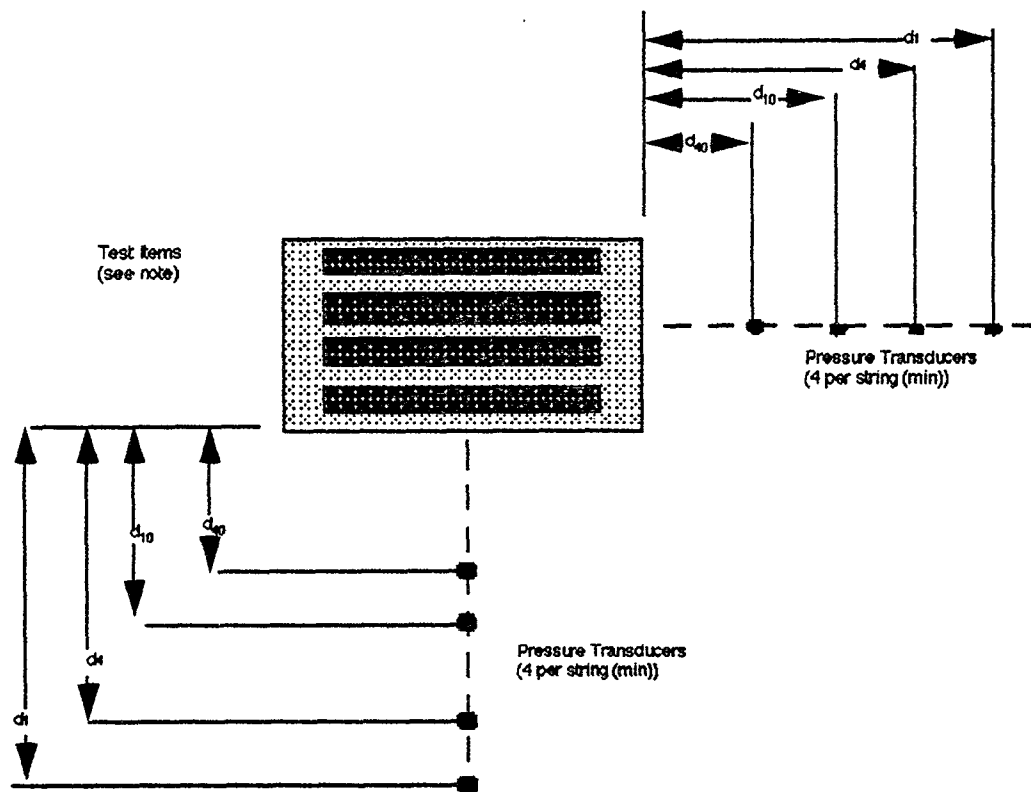 d₁
d₄
d₁₀
d₄₀
Test Items
(see note)
Pressure Transducers
(4 per string (min))
d₁₀
d₄₀
Pressure Transducers
(4 per string (min))
d₄
d₁